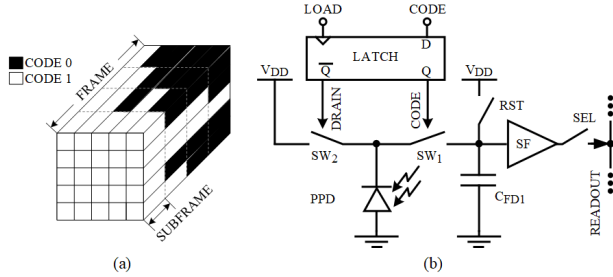 CODE 0
CODE 1
FRAME
SUBFRAME
(a)
LOAD
CODE
D
LATCH
Q
Q
VDD
DRAIN
CODE
VDD
RST
SEL
SW2
SW1
SF
PPD
CFD1
READOUT
(b)